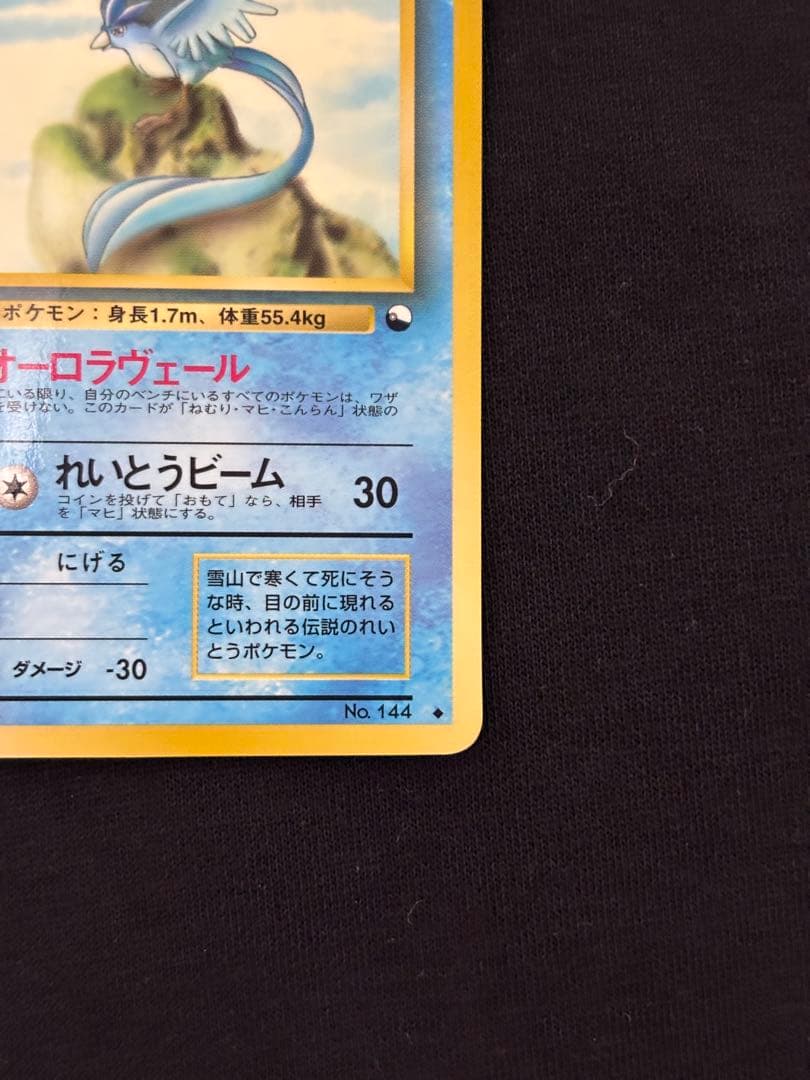 ポケモン：身長1.7m、体重55.4kg
オーロラヴェール
いる限り、自分のベンチにいるすべてのポケモンは、ワザ
を受けない。このカードが「ねむり・マヒ・こんらん」状態の
れいとうビーム 30
コインを投げて「おもて」なら、相手
を「マヒ」状態にする。
にげる
雪山で寒くて死にそう
な時、目の前に現れる
といわれる伝説のれい
とうポケモン。
ダメージ -30
No. 144 ◆